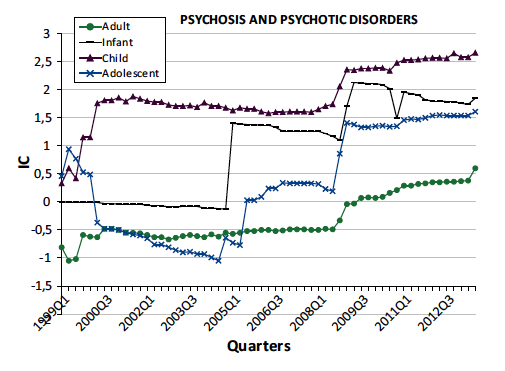 PSYCHOSIS AND PSYCHOTIC DISORDERS
Adult
Infant
Child
Adolescent
3
2,5
2
1,5
1
0,5
0
-0,5
-1
-1,5
IC
1999Q1
2000Q3
2002Q1
2003Q3
2005Q1
2006Q3
2008Q1
2009Q3
2011Q1
2012Q3
Quarters